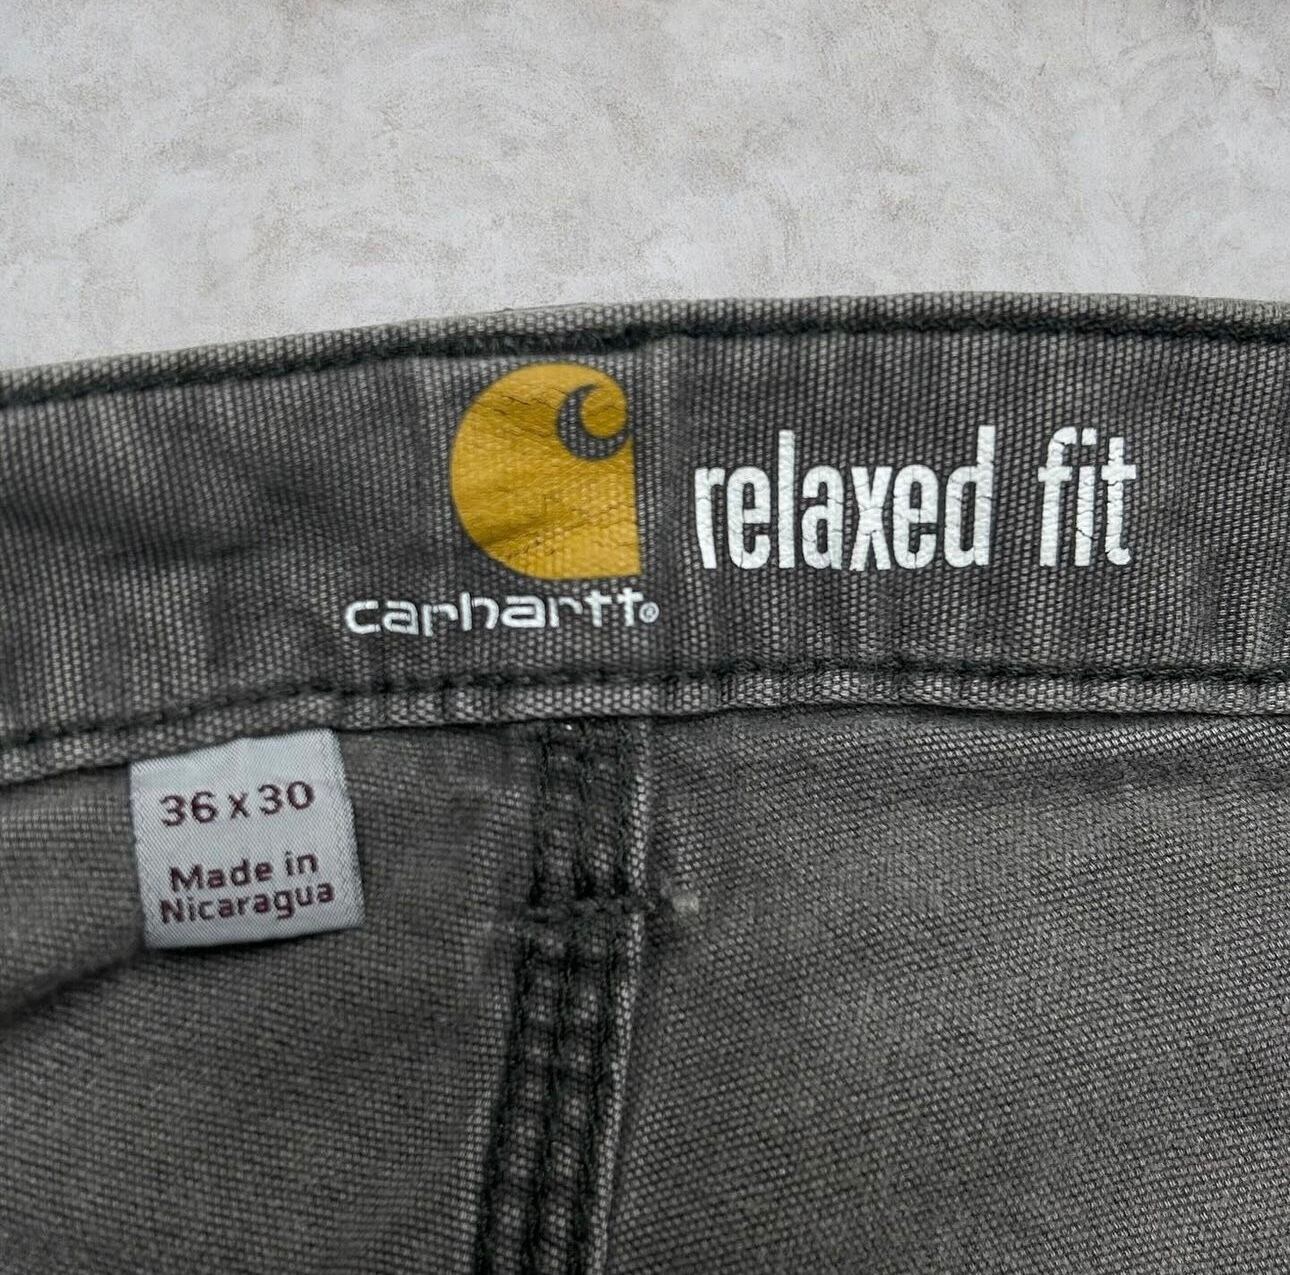 relaxed fit
carhartt®
36 x 30
Made in
Nicaragua